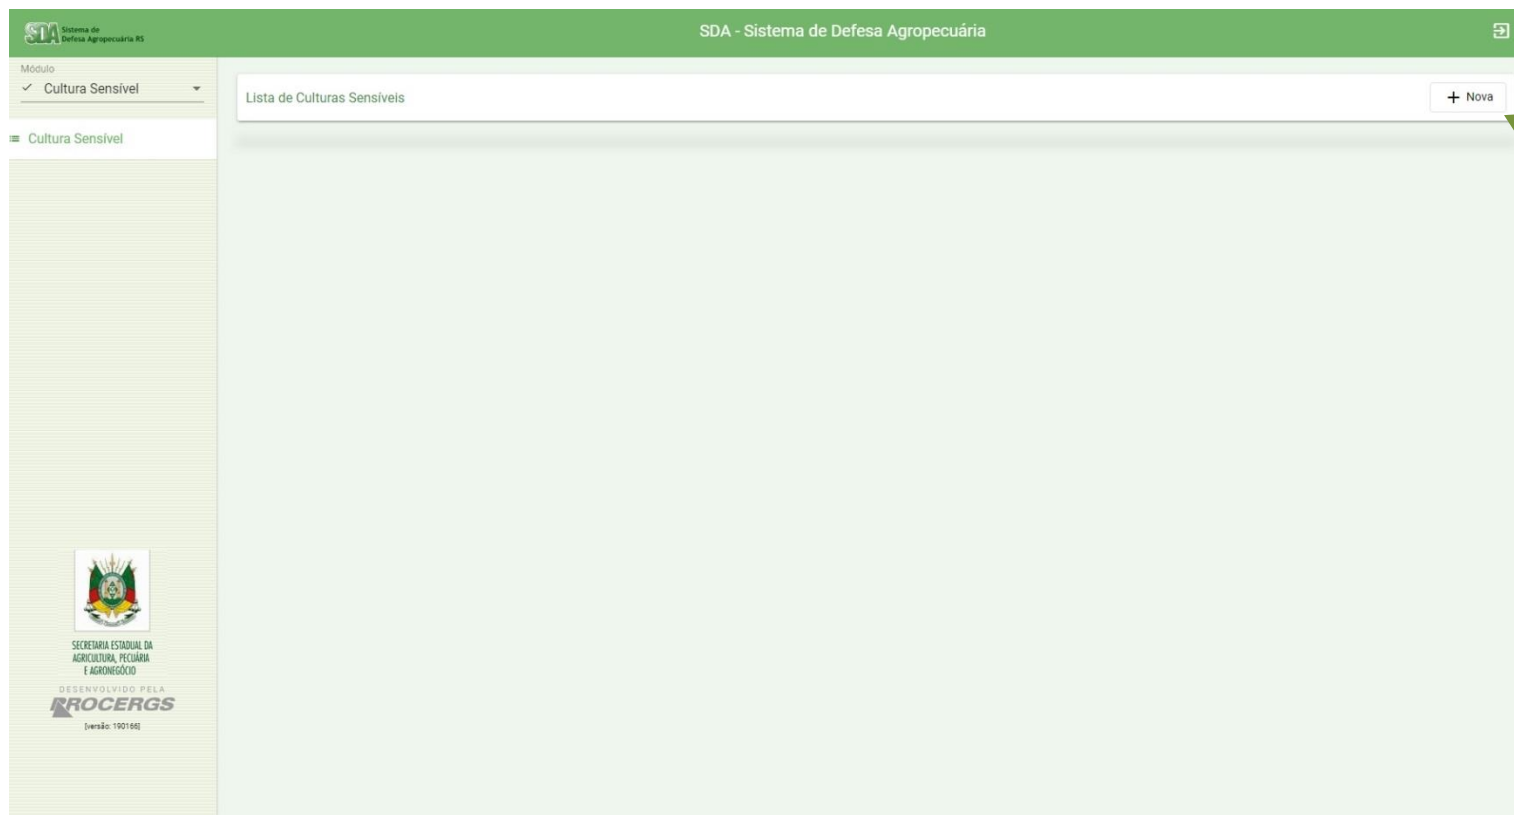 SDA Sistema de
Defesa Agropecuária RS
SDA - Sistema de Defesa Agropecuária
Módulo
Cultura Sensível
Cultura Sensível
Lista de Culturas Sensíveis
+ Nova
SECRETARIA ESTADUAL DA
AGRICULTURA, PECUÁRIA
E AGRONEGÓCIO
DESENVOLVIDO PELA
PROCERGS
[versão: 190166]